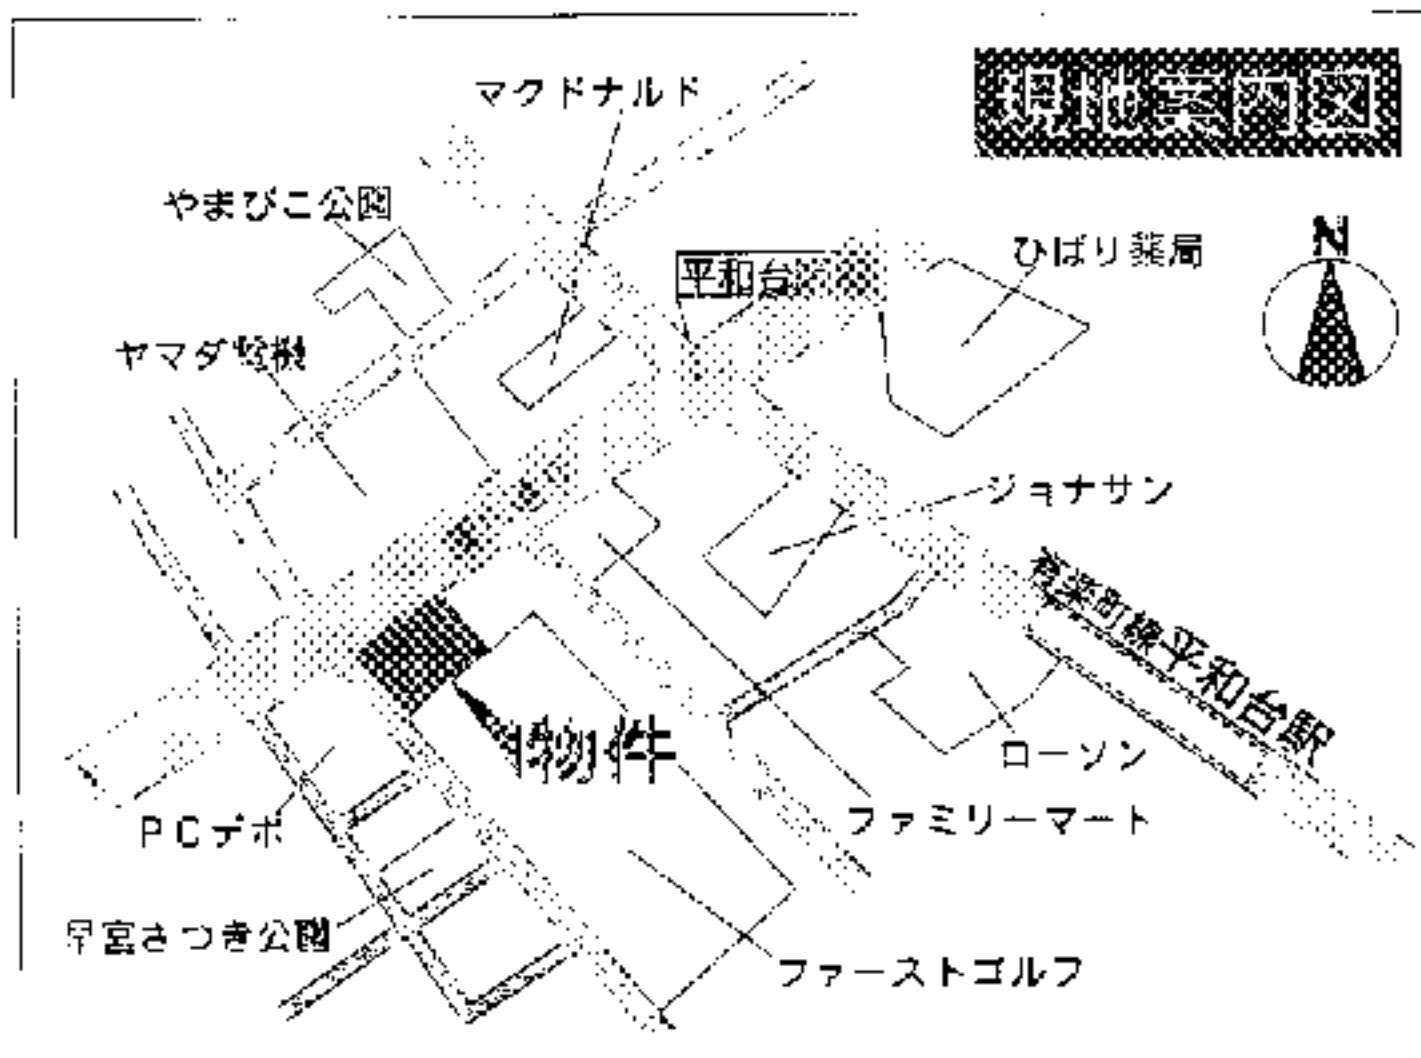 現地案内図
マクドナルド
やまびこ公園
平和台
ひばり薬局
N
ヤマダ電機
ジョナサン
有楽町線平和台駅
物件
ローソン
PCデポ
ファミリーマート
早宮さつき公園
ファーストゴルフ